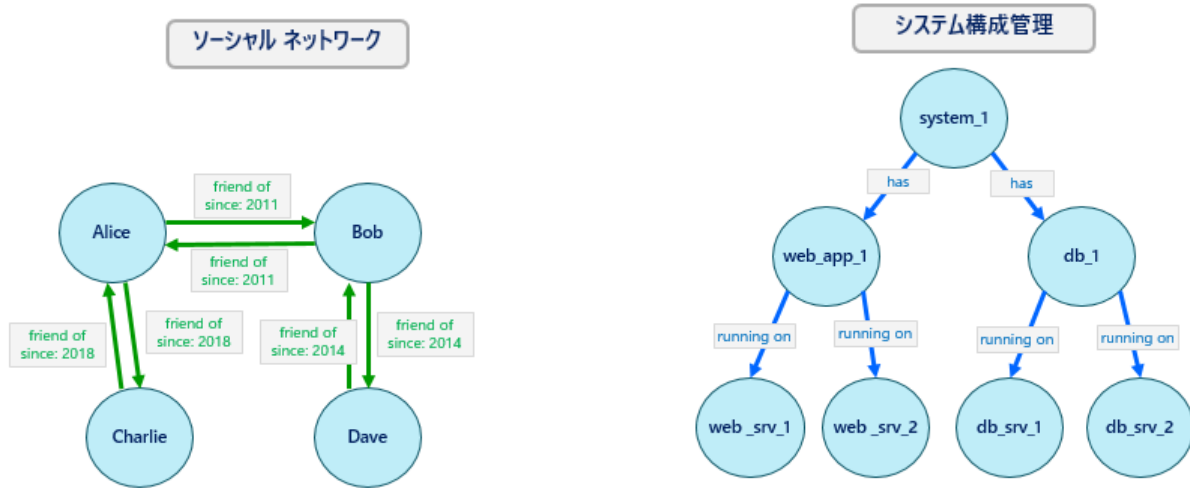 ソーシャル ネットワーク
Alice
friend of
since: 2011
Bob
friend of
since: 2011
friend of
since: 2018
friend of
since: 2018
friend of
since: 2014
friend of
since: 2014
Charlie
Dave
システム構成管理
system_1
has
has
web_app_1
db_1
running on
running on
running on
running on
web _srv_1
web _srv_2
db_srv_1
db_srv_2